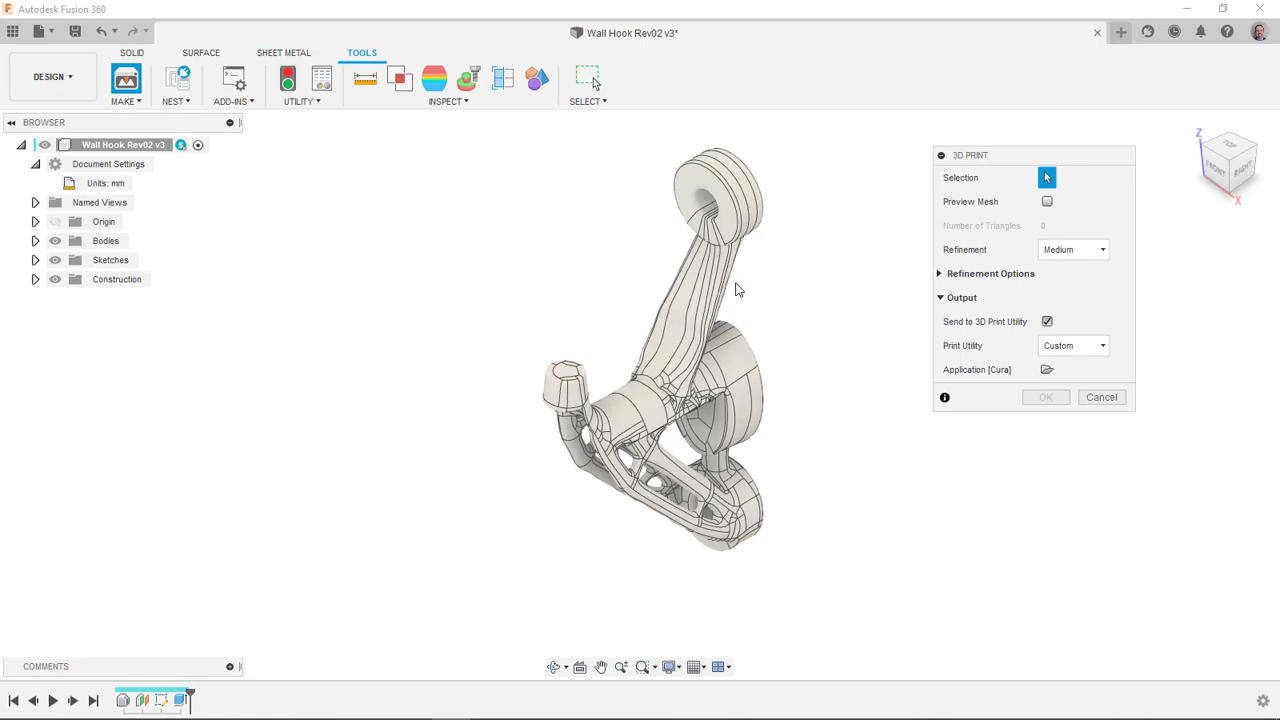 Autodesk Fusion 360
Wall Hook Rev02 v3*
SOLID SURFACE SHEET METAL TOOLS
DESIGN
MAKE NEST ADD-INS UTILITY INSPECT SELECT
BROWSER
Wall Hook Rev02 v3
Document Settings
Units: mm
Named Views
Origin
Bodies
Sketches
Construction
TOP
FRONT
RIGHT
Z
X
3D PRINT
Selection
Preview Mesh
Number of Triangles 0
Refinement Medium
Refinement Options
Output
Send to 3D Print Utility
Print Utility Custom
Application [Cura]
OK Cancel
COMMENTS